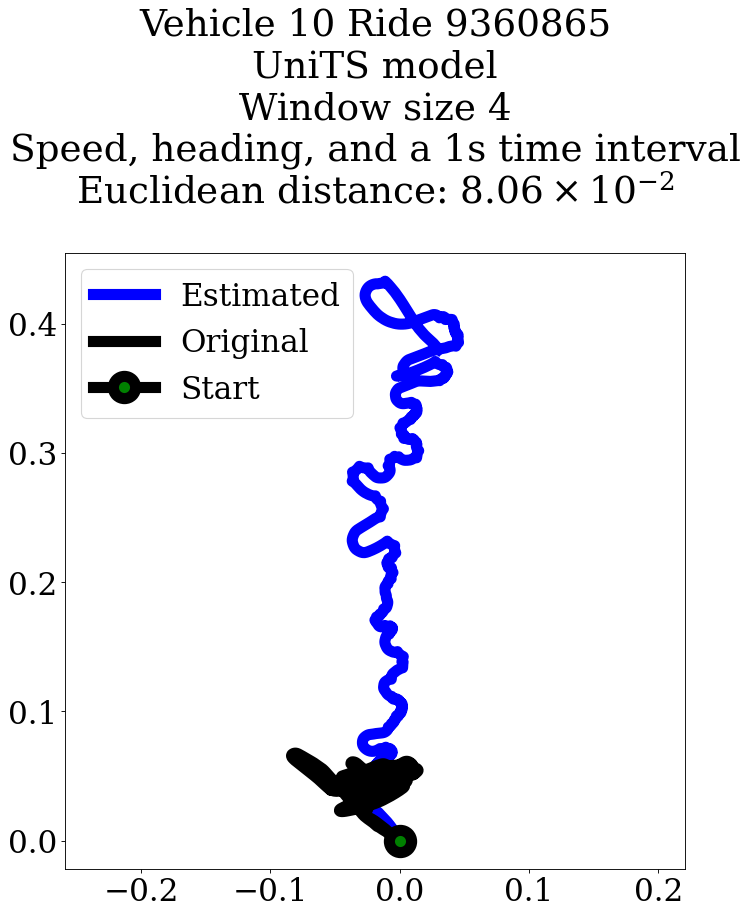 Vehicle 10 Ride 9360865
UniTS model
Window size 4
Speed, heading, and a 1s time interval
Euclidean distance: 8.06 × 10⁻²
Estimated
Original
Start
0.4
0.3
0.2
0.1
0.0
−0.2 −0.1 0.0 0.1 0.2